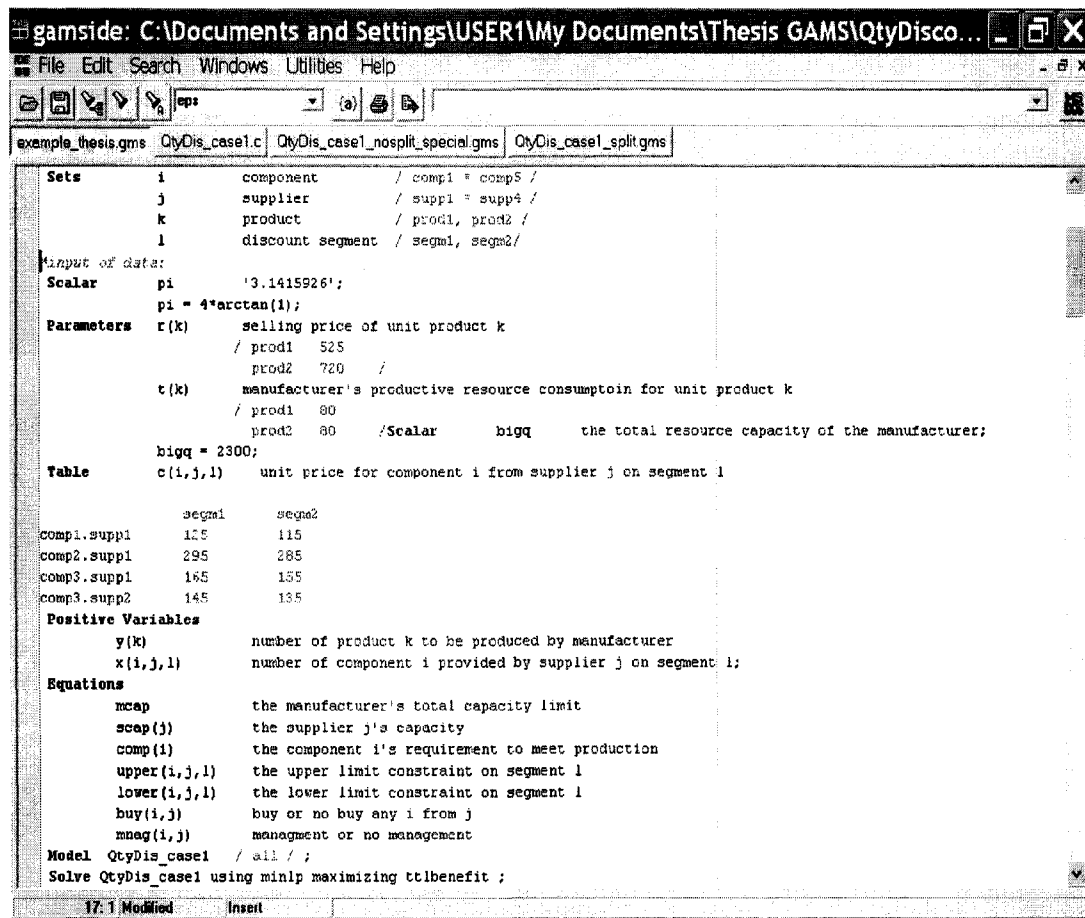 gamside: C:\Documents and Settings\USER1\My Documents\Thesis GAMS\QtyDisco...
File Edit Search Windows Utilities Help
eps {a}
example_thesis.gms QtyDis_case1.c QtyDis_case1_nosplit_special.gms QtyDis_case1_split.gms
Sets i component / comp1 * comp5 /
j supplier / supp1 * supp4 /
k product / prod1, prod2 /
l discount segment / segm1, segm2/
*input of data:
Scalar pi '3.1415926';
pi = 4*arctan(1);
Parameters r(k) selling price of unit product k
/ prod1 525
prod2 720 /
t(k) manufacturer's productive resource consumptoin for unit product k
/ prod1 80
prod2 80 /Scalar bigq the total resource capacity of the manufacturer;
bigq = 2300;
Table c(i,j,l) unit price for component i from supplier j on segment l
segm1 segm2
comp1.supp1 125 115
comp2.supp1 295 285
comp3.supp1 165 155
comp3.supp2 145 135
Positive Variables
y(k) number of product k to be produced by manufacturer
x(i,j,l) number of component i provided by supplier j on segment l;
Equations
mcap the manufacturer's total capacity limit
scap(j) the supplier j's capacity
comp(i) the component i's requirement to meet production
upper(i,j,l) the upper limit constraint on segment l
lower(i,j,l) the lower limit constraint on segment l
buy(i,j) buy or no buy any i from j
mnag(i,j) managment or no management
Model QtyDis_case1 / all / ;
Solve QtyDis_case1 using minlp maximizing ttlbenefit ;
17: 1 Modified Insert